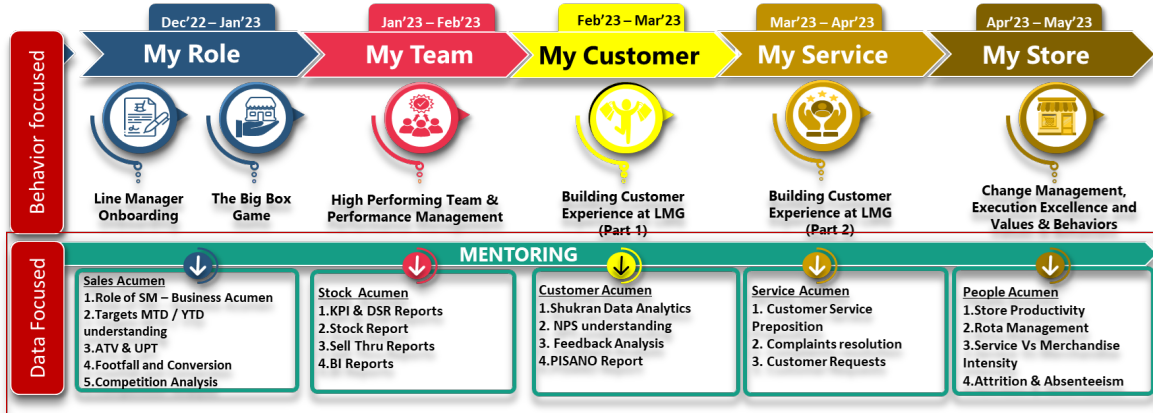 Dec'22 – Jan'23
Jan'23 – Feb'23
Feb'23 – Mar'23
Mar'23 – Apr'23
Apr'23 – May'23
My Role
My Team
My Customer
My Service
My Store
Behavior foccused
Line Manager
Onboarding
The Big Box
Game
High Performing Team &
Performance Management
Building Customer
Experience at LMG
(Part 1)
Building Customer
Experience at LMG
(Part 2)
Change Management,
Execution Excellence and
Values & Behaviors
Data Focused
MENTORING
Sales Acumen
1.Role of SM – Business Acumen
2.Targets MTD / YTD
understanding
3.ATV & UPT
4.Footfall and Conversion
5.Competition Analysis
Stock Acumen
1.KPI & DSR Reports
2.Stock Report
3.Sell Thru Reports
4.BI Reports
Customer Acumen
1.Shukran Data Analytics
2. NPS understanding
3. Feedback Analysis
4.PISANO Report
Service Acumen
1. Customer Service
Preposition
2. Complaints resolution
3. Customer Requests
People Acumen
1.Store Productivity
2.Rota Management
3.Service Vs Merchandise
Intensity
4.Attrition & Absenteeism